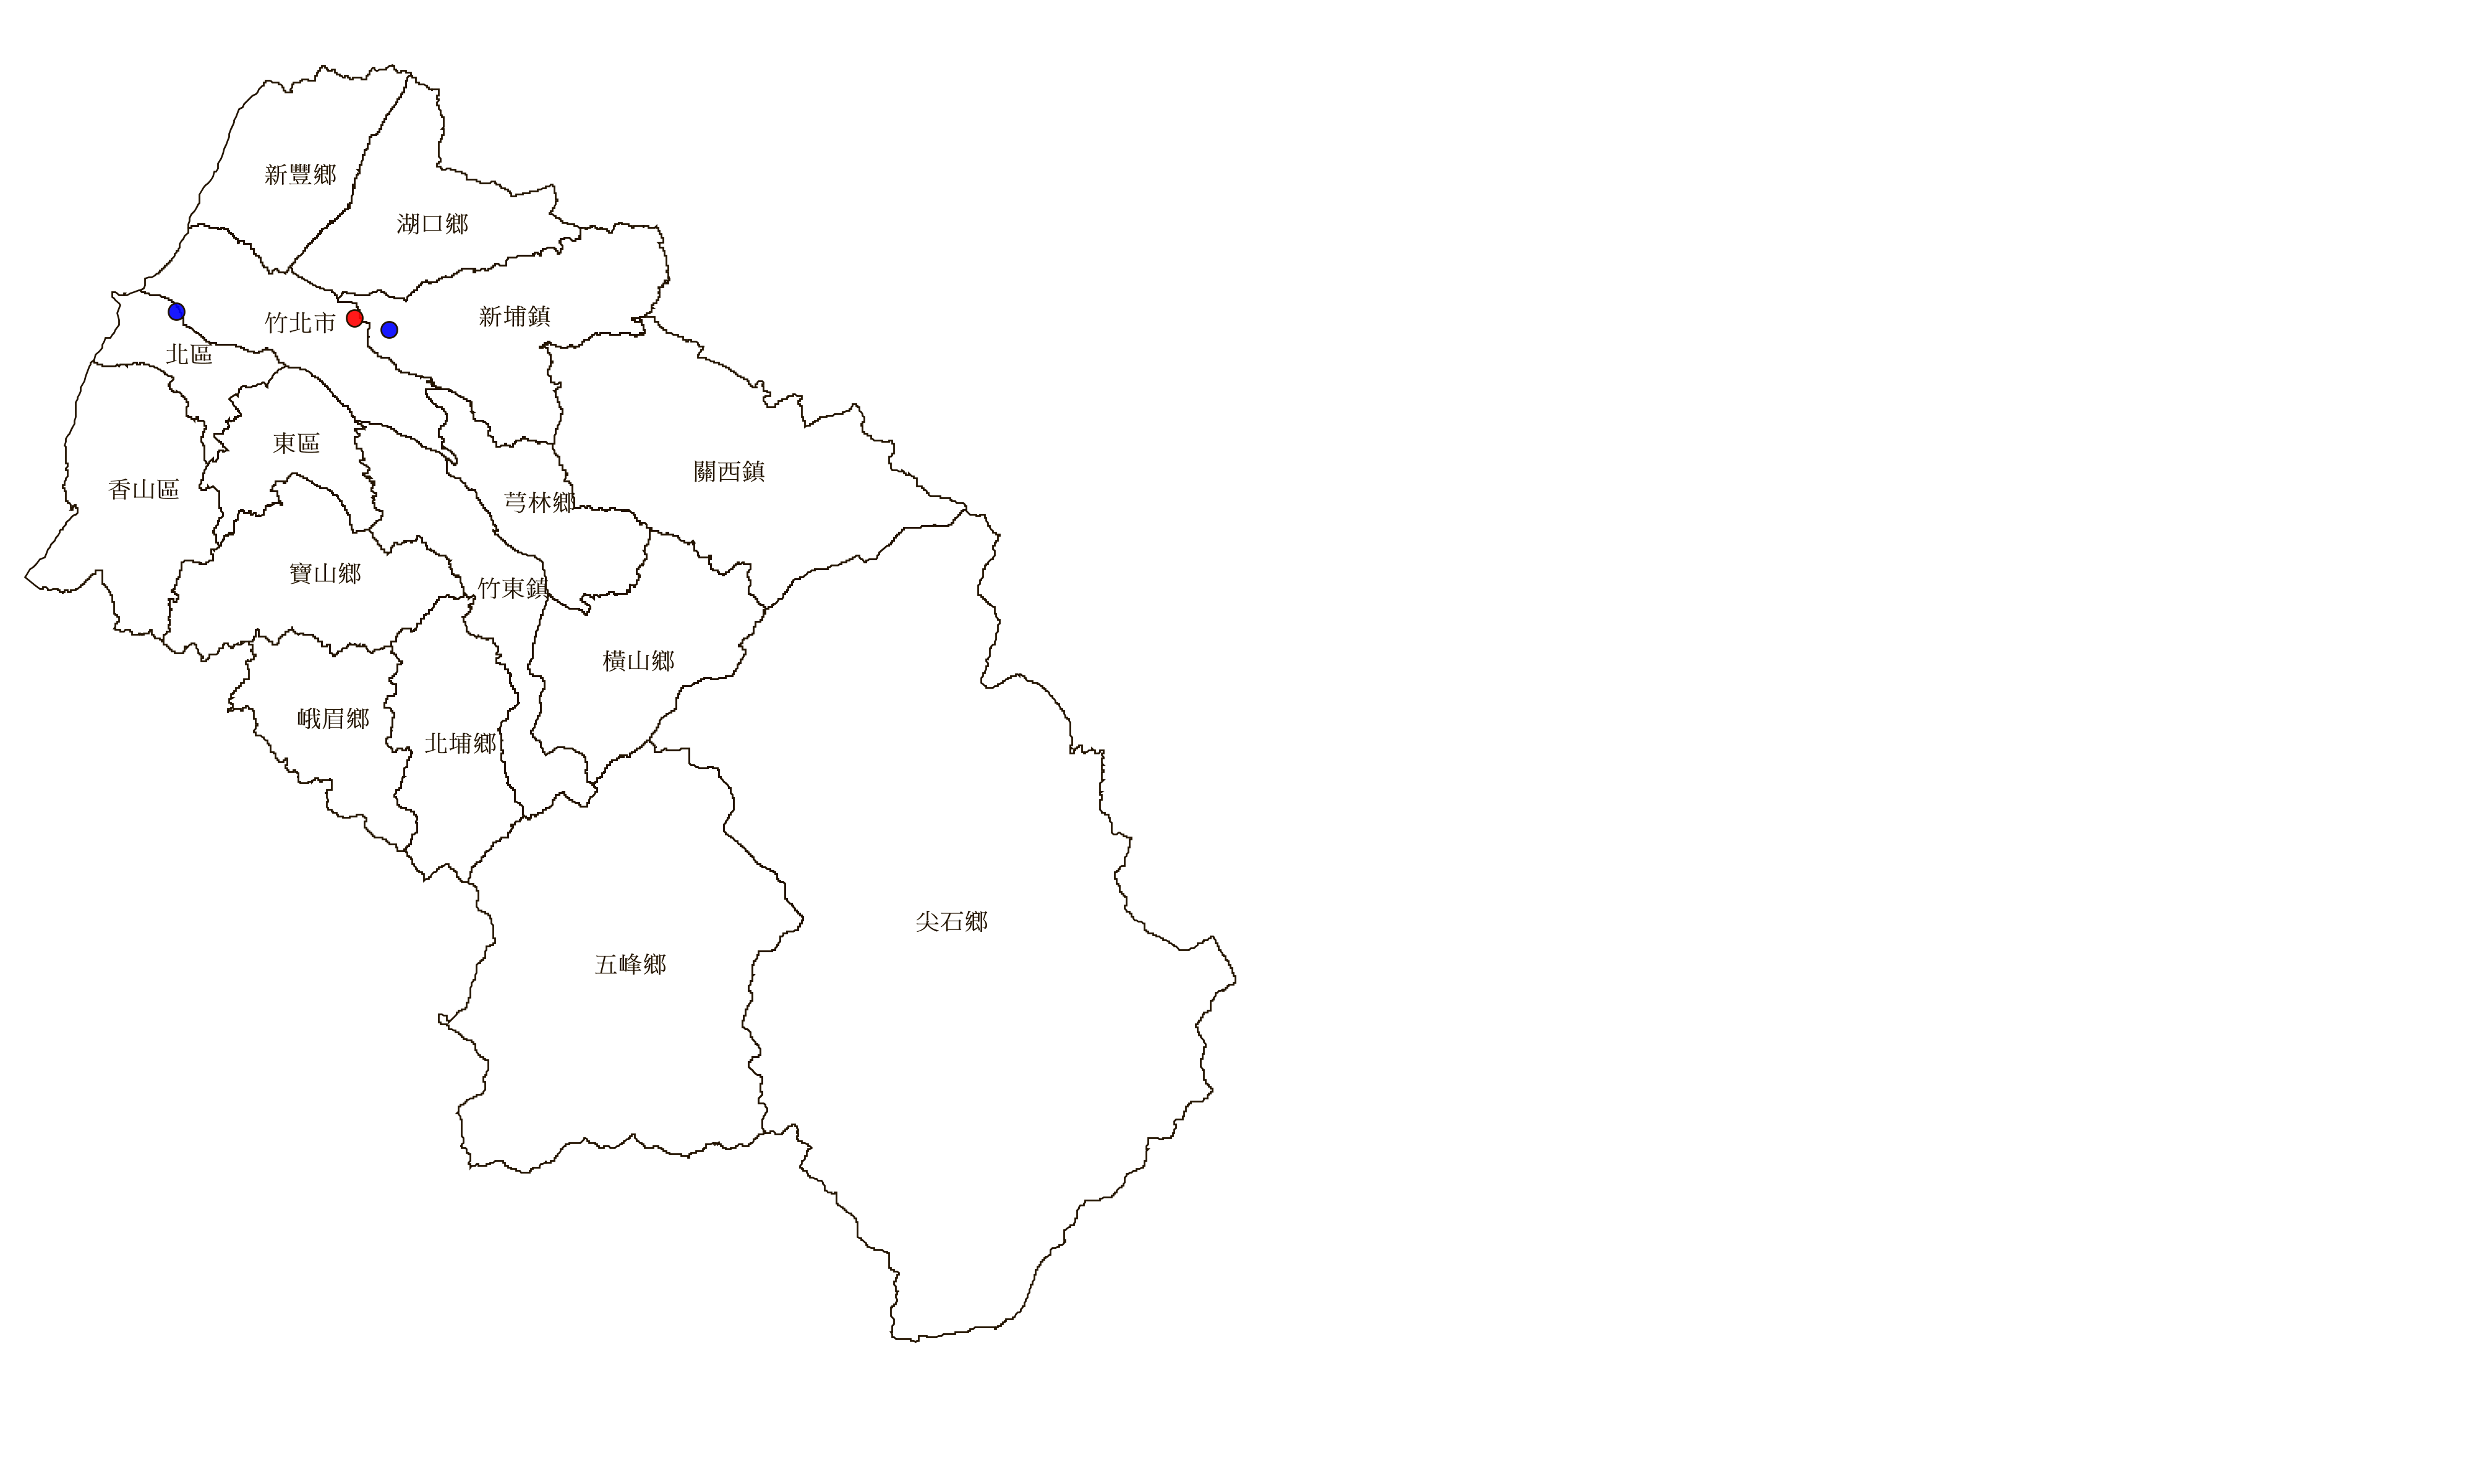 新豐鄉
湖口鄉
新埔鎮
竹北市
北區
東區
關西鎮
香山區
芎林鄉
寶山鄉
竹東鎮
橫山鄉
峨眉鄉
北埔鄉
尖石鄉
五峰鄉